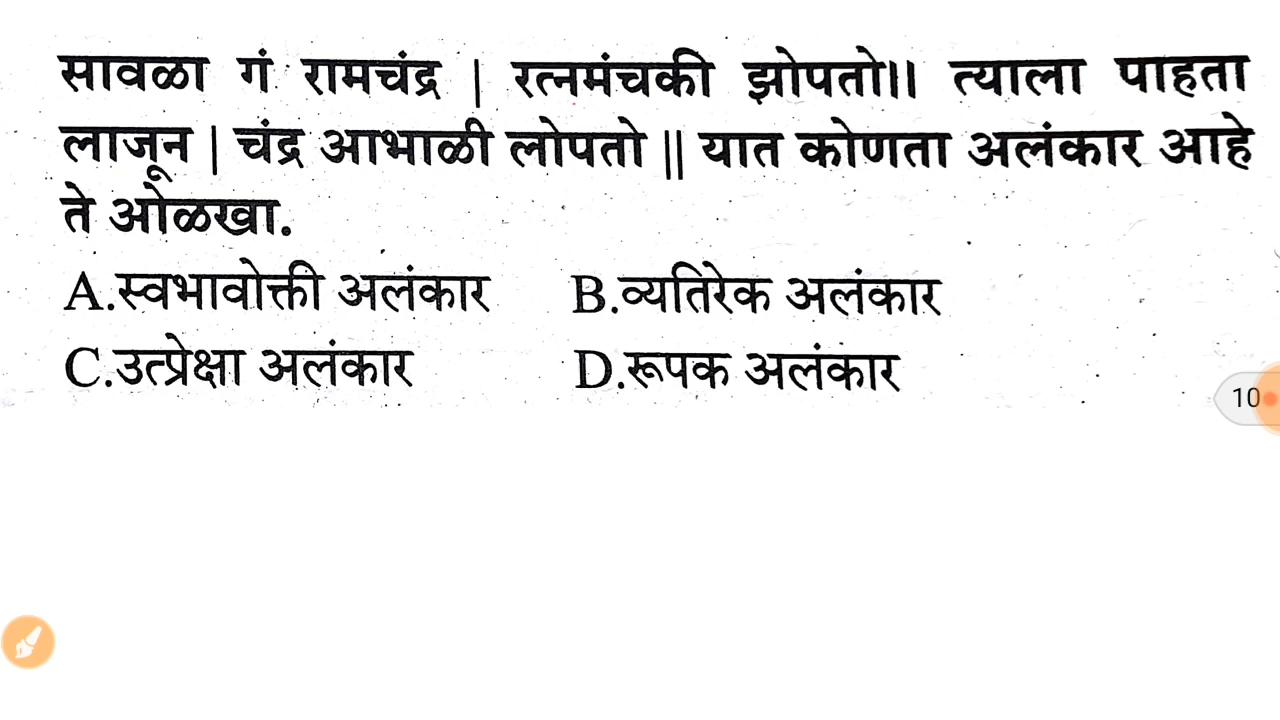 सावळा गं रामचंद्र | रत्नमंचकी झोपतो।। त्याला पाहता
लाजून | चंद्र आभाळी लोपतो || यात कोणता अलंकार आहे
ते ओळखा.
A.स्वभावोक्ती अलंकार B.व्यतिरेक अलंकार
C.उत्प्रेक्षा अलंकार D.रूपक अलंकार
10